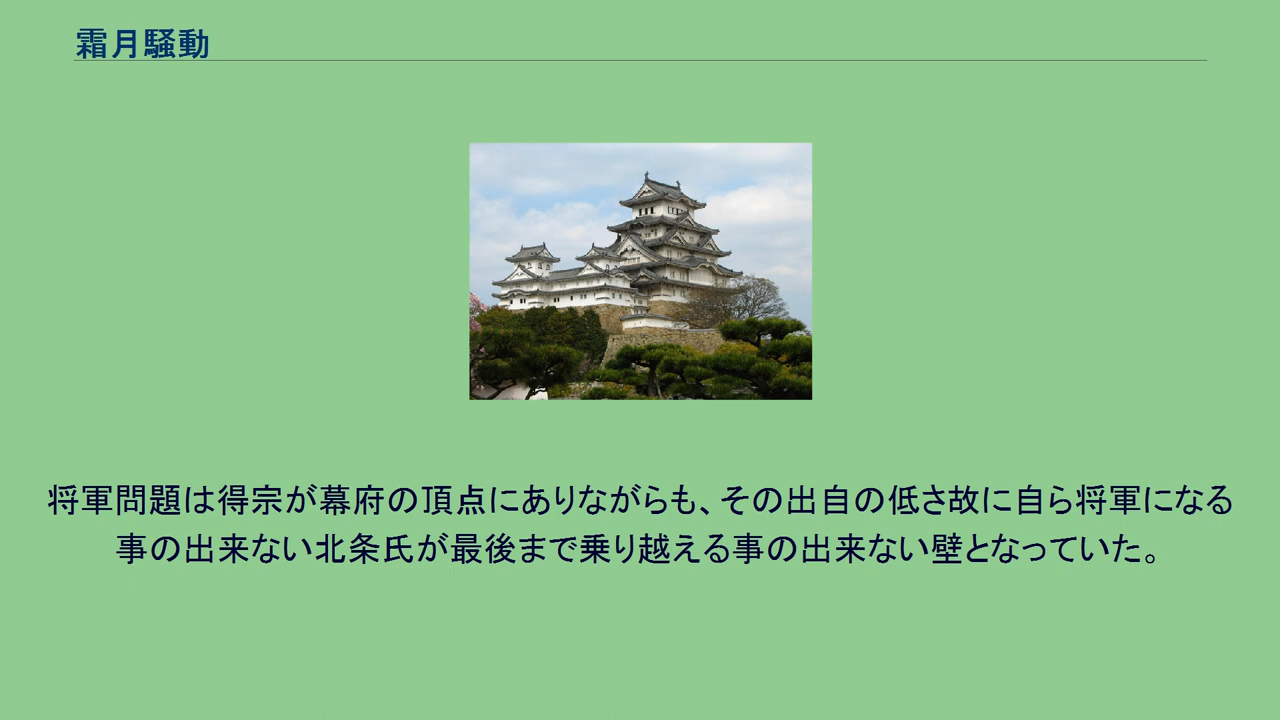 霜月騒動
将軍問題は得宗が幕府の頂点にありながらも、その出自の低さ故に自ら将軍になる
事の出来ない北条氏が最後まで乗り越える事の出来ない壁となっていた。